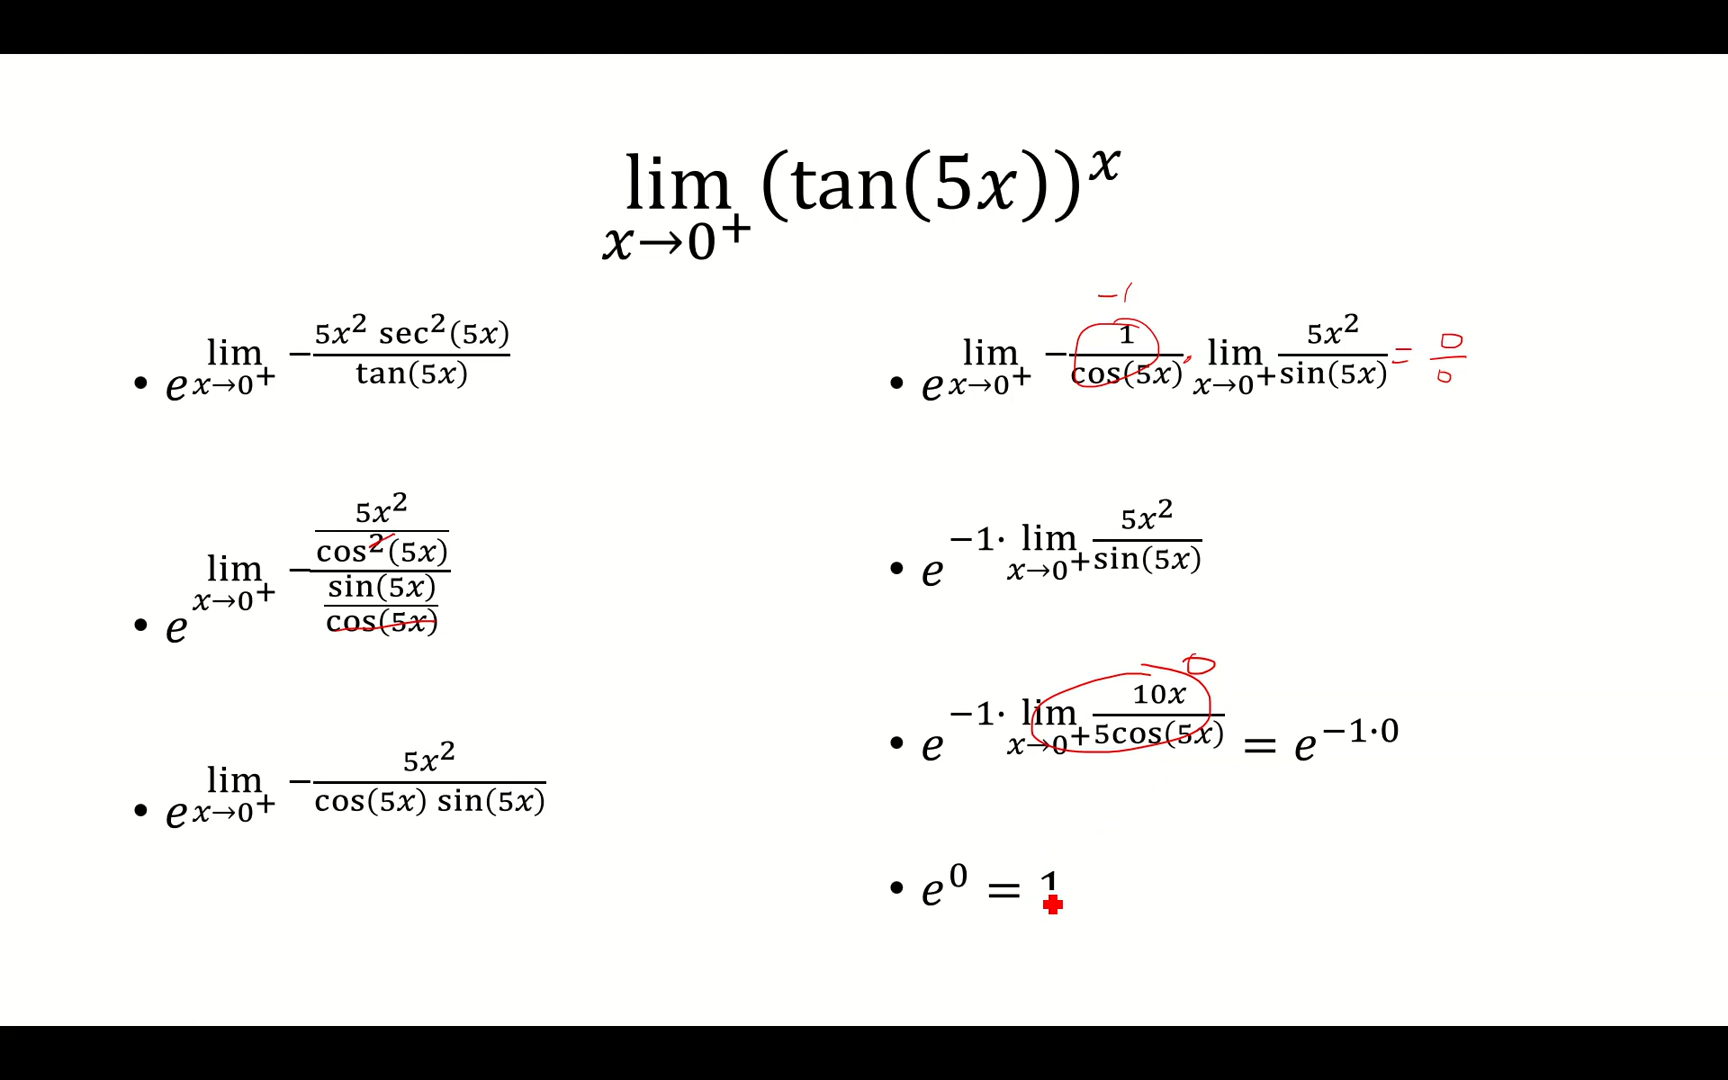 lim x→0⁺ (tan(5x))ˣ
• e^{lim x→0⁺ −(5x² sec²(5x))/(tan(5x))}
• e^{lim x→0⁺ −((5x²)/(cos²(5x)))/((sin(5x))/(cos(5x)))}
• e^{lim x→0⁺ −(5x²)/(cos(5x) sin(5x))}
−1
• e^{lim x→0⁺ −(1)/(cos(5x)) · lim x→0⁺ (5x²)/(sin(5x))} = 0/0
• e^{−1· lim x→0⁺ (5x²)/(sin(5x))}
0
• e^{−1· lim x→0⁺ (10x)/(5cos(5x))} = e^{−1·0}
• e⁰ = 1